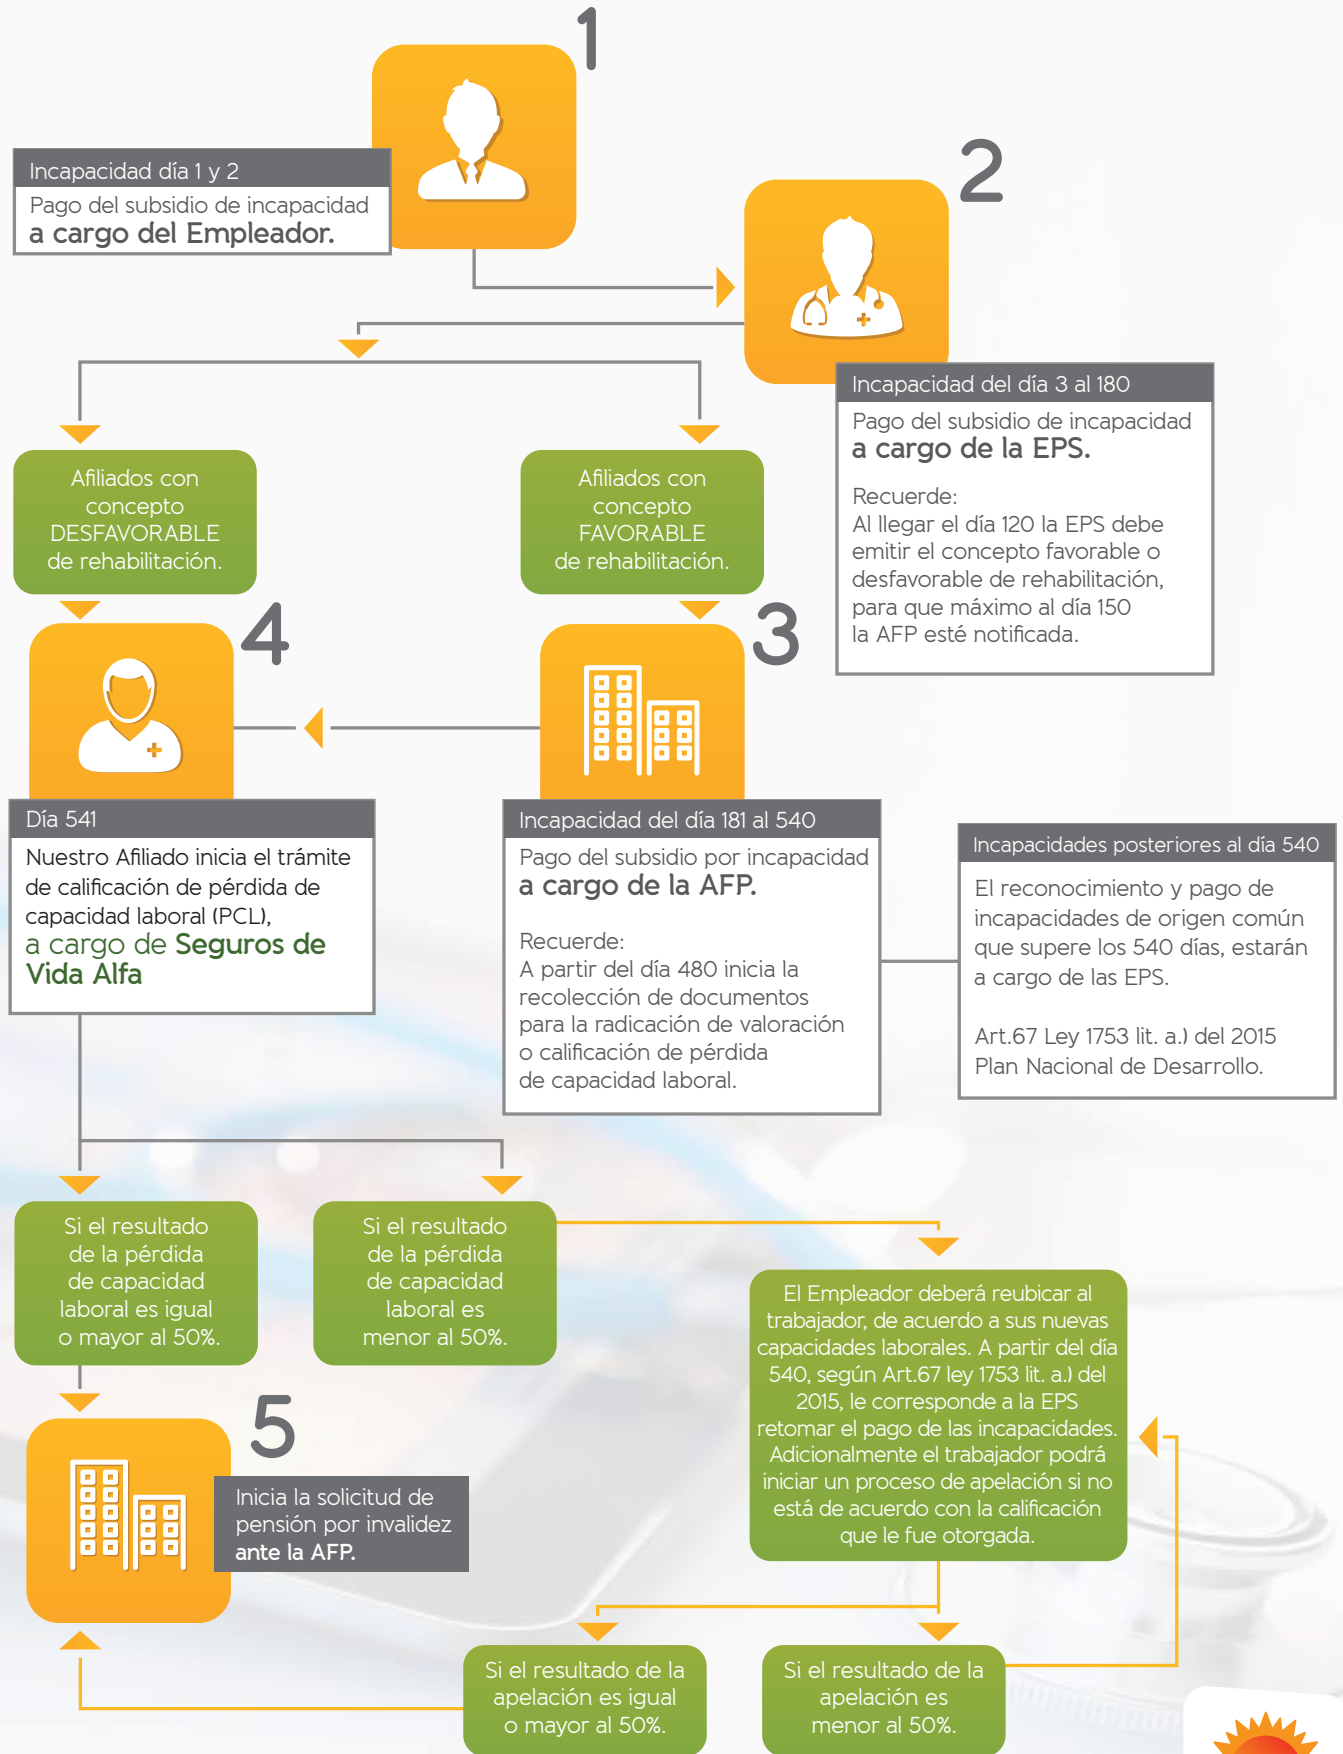 1
Incapacidad día 1 y 2
Pago del subsidio de incapacidad
a cargo del Empleador.
2
Incapacidad del día 3 al 180
Pago del subsidio de incapacidad
a cargo de la EPS.
Recuerde:
Al llegar el día 120 la EPS debe
emitir el concepto favorable o
desfavorable de rehabilitación,
para que máximo al día 150
la AFP esté notificada.
Afiliados con
concepto
DESFAVORABLE
de rehabilitación.
Afiliados con
concepto
FAVORABLE
de rehabilitación.
4
3
Día 541
Nuestro Afiliado inicia el trámite
de calificación de pérdida de
capacidad laboral (PCL),
a cargo de Seguros de
Vida Alfa
Incapacidad del día 181 al 540
Pago del subsidio por incapacidad
a cargo de la AFP.
Recuerde:
A partir del día 480 inicia la
recolección de documentos
para la radicación de valoración
o calificación de pérdida
de capacidad laboral.
Incapacidades posteriores al día 540
El reconocimiento y pago de
incapacidades de origen común
que supere los 540 días, estarán
a cargo de las EPS.
Art.67 Ley 1753 lit. a.) del 2015
Plan Nacional de Desarrollo.
Si el resultado
de la pérdida
de capacidad
laboral es igual
o mayor al 50%.
Si el resultado
de la pérdida
de capacidad
laboral es
menor al 50%.
El Empleador deberá reubicar al
trabajador, de acuerdo a sus nuevas
capacidades laborales. A partir del día
540, según Art.67 ley 1753 lit. a.) del
2015, le corresponde a la EPS
retomar el pago de las incapacidades.
Adicionalmente el trabajador podrá
iniciar un proceso de apelación si no
está de acuerdo con la calificación
que le fue otorgada.
5
Inicia la solicitud de
pensión por invalidez
ante la AFP.
Si el resultado de la
apelación es igual
o mayor al 50%.
Si el resultado de la
apelación es
menor al 50%.